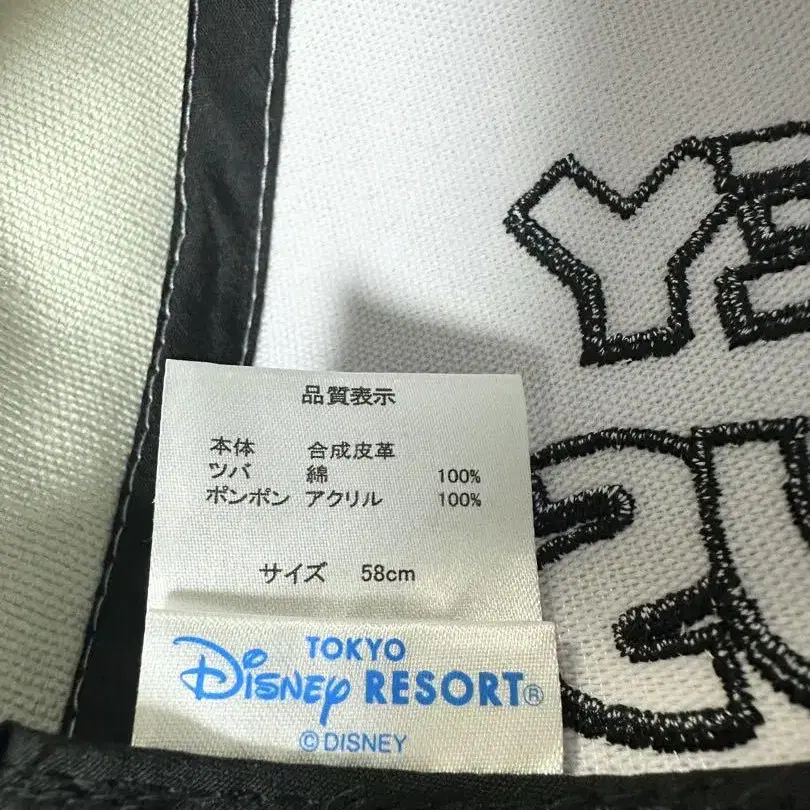 品質表示
本体 合成皮革
ツバ 綿 100%
ポンポン アクリル 100%
サイズ 58cm
TOKYO
Disney RESORT®
©DISNEY